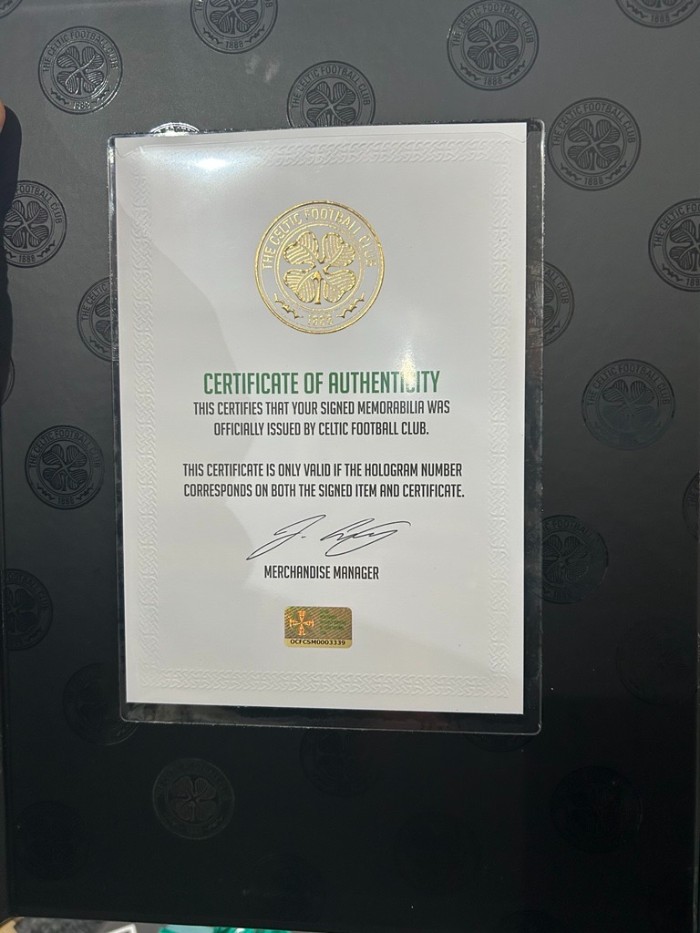 THE CELTIC FOOTBALL CLUB
1888
CERTIFICATE OF AUTHENTICITY
THIS CERTIFIES THAT YOUR SIGNED MEMORABILIA WAS
OFFICIALLY ISSUED BY CELTIC FOOTBALL CLUB.
THIS CERTIFICATE IS ONLY VALID IF THE HOLOGRAM NUMBER
CORRESPONDS ON BOTH THE SIGNED ITEM AND CERTIFICATE.
MERCHANDISE MANAGER
OCFCSM0003339